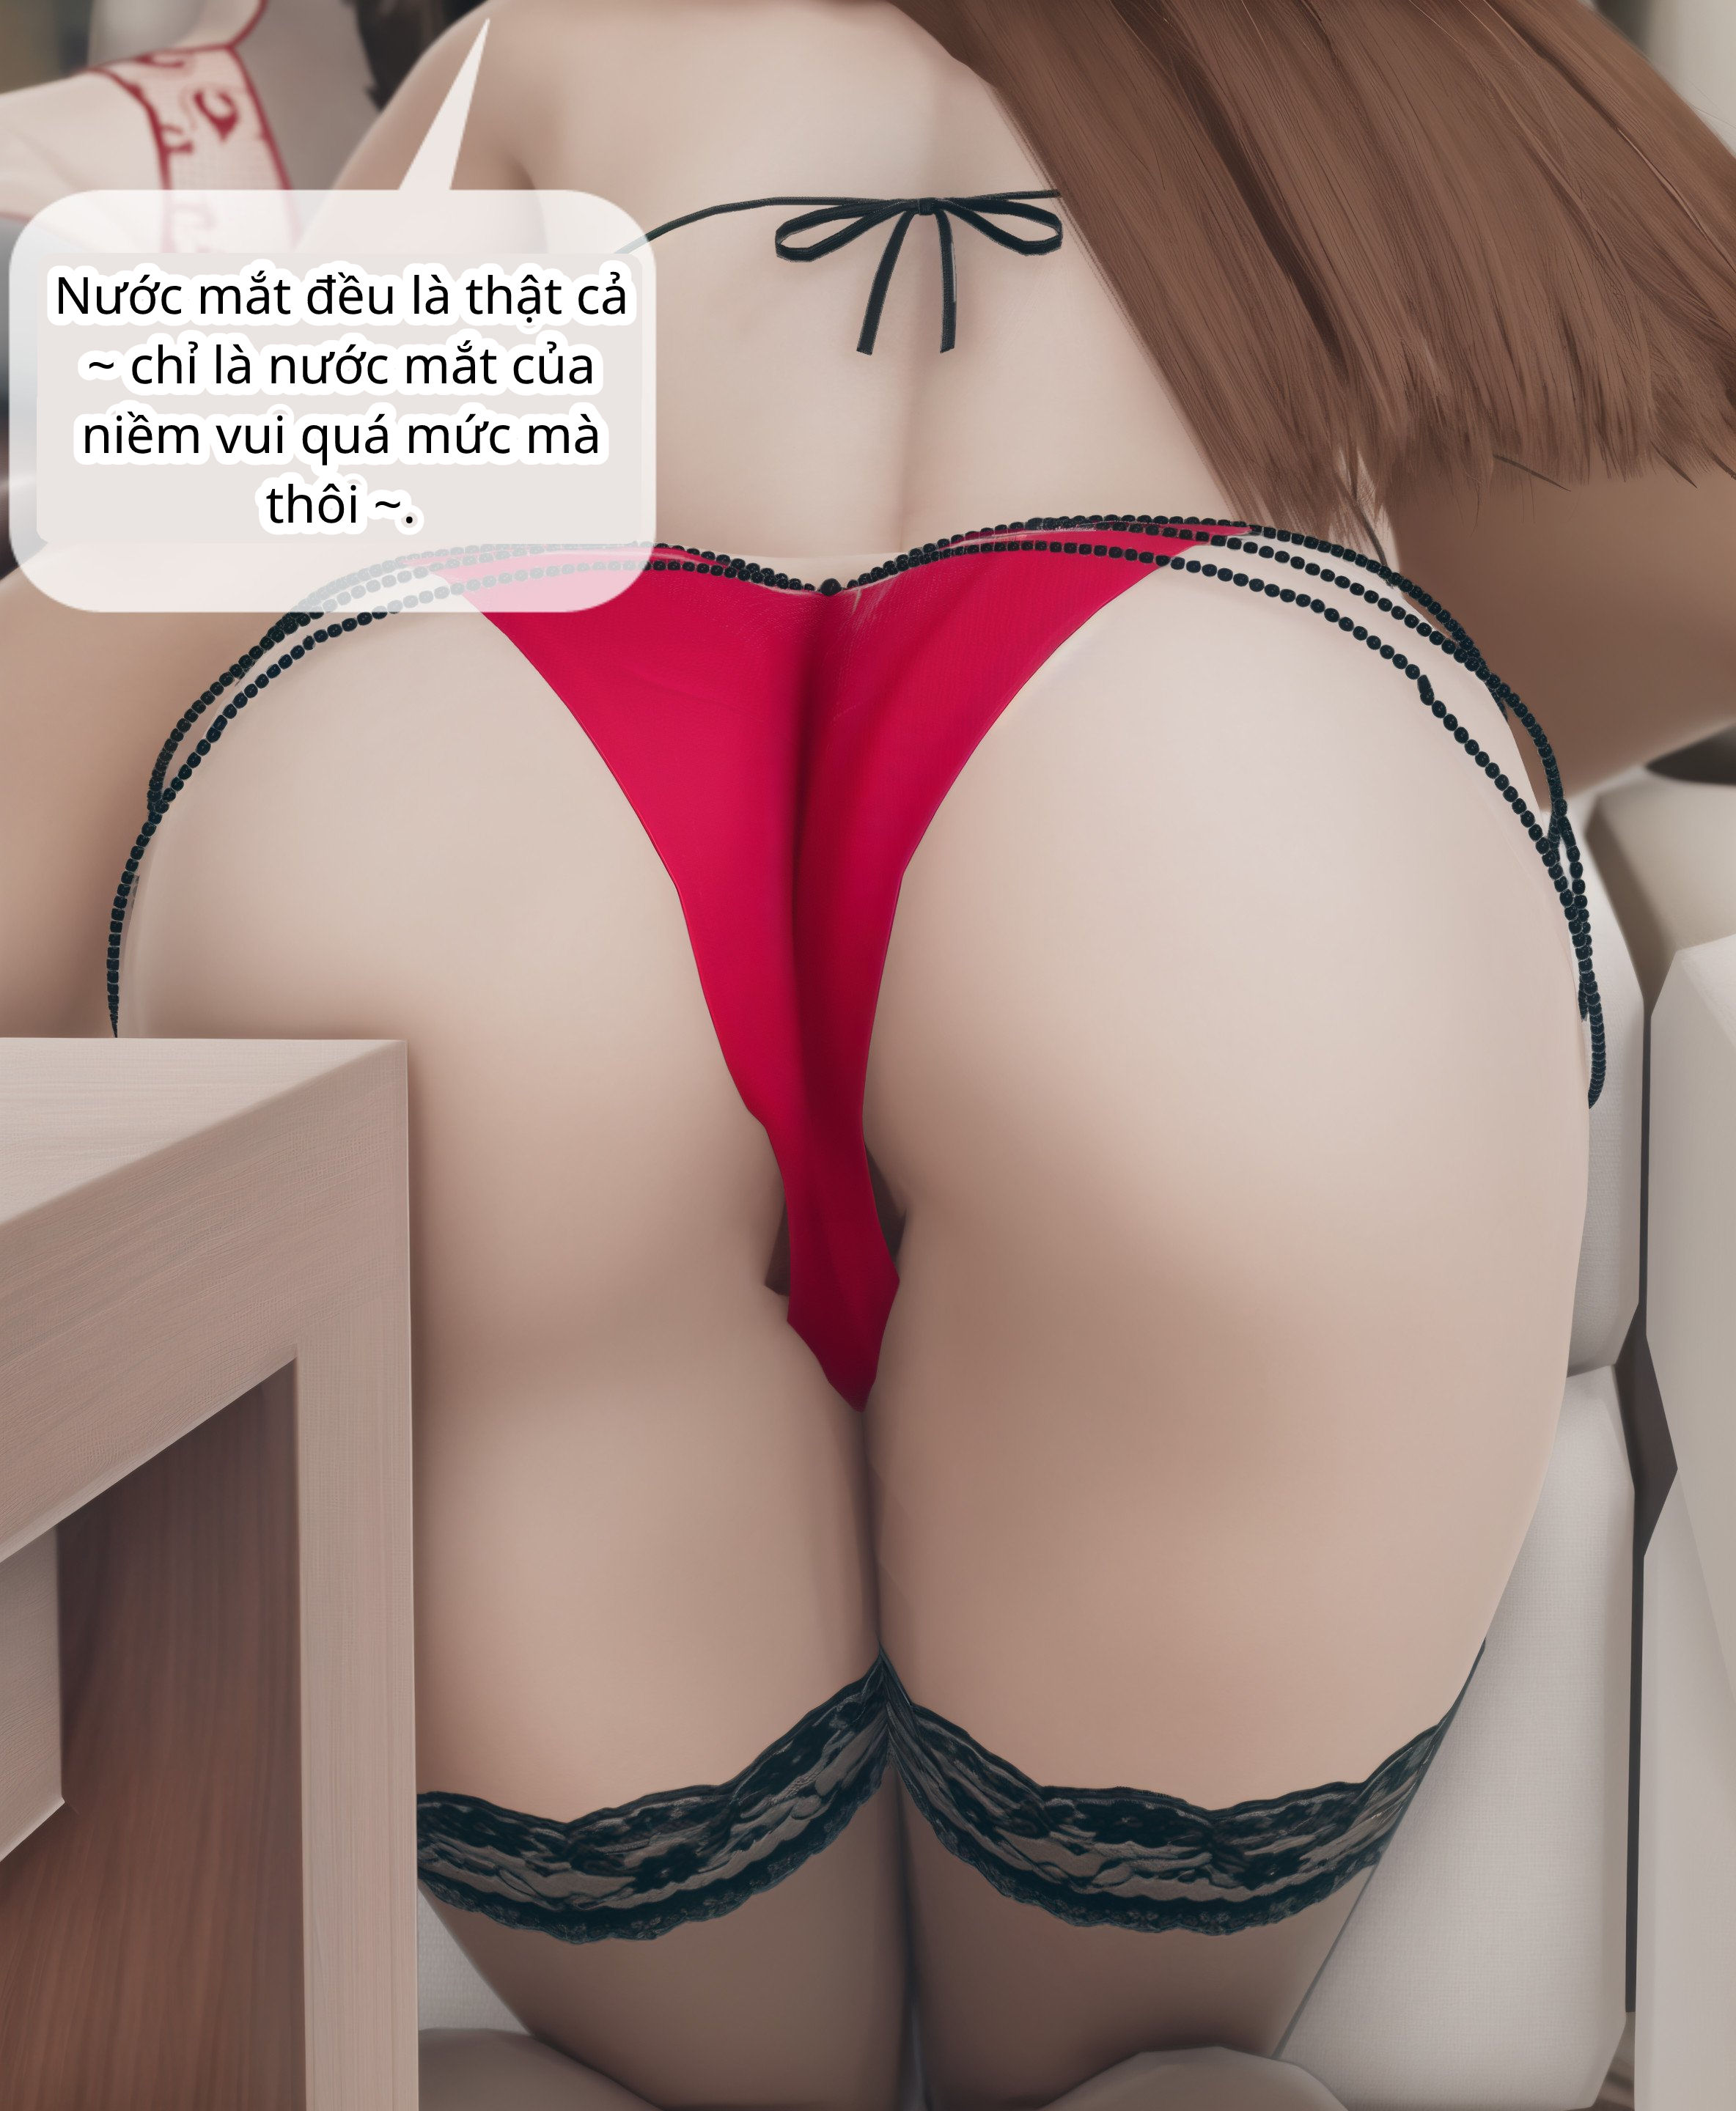 Nước mắt đều là thật cả
~ chỉ là nước mắt của
niềm vui quá mức mà
thôi ~.